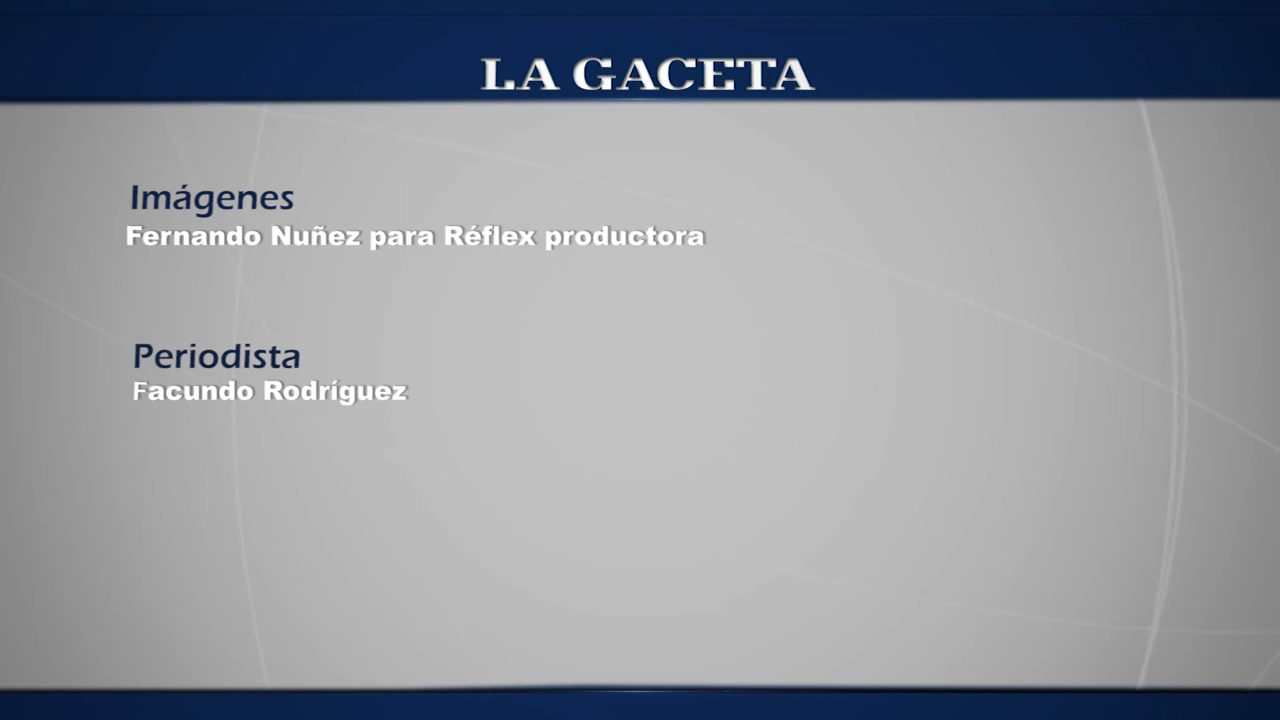 LA GACETA
Imágenes
Fernando Nuñez para Réflex productora
Periodista
Facundo Rodríguez